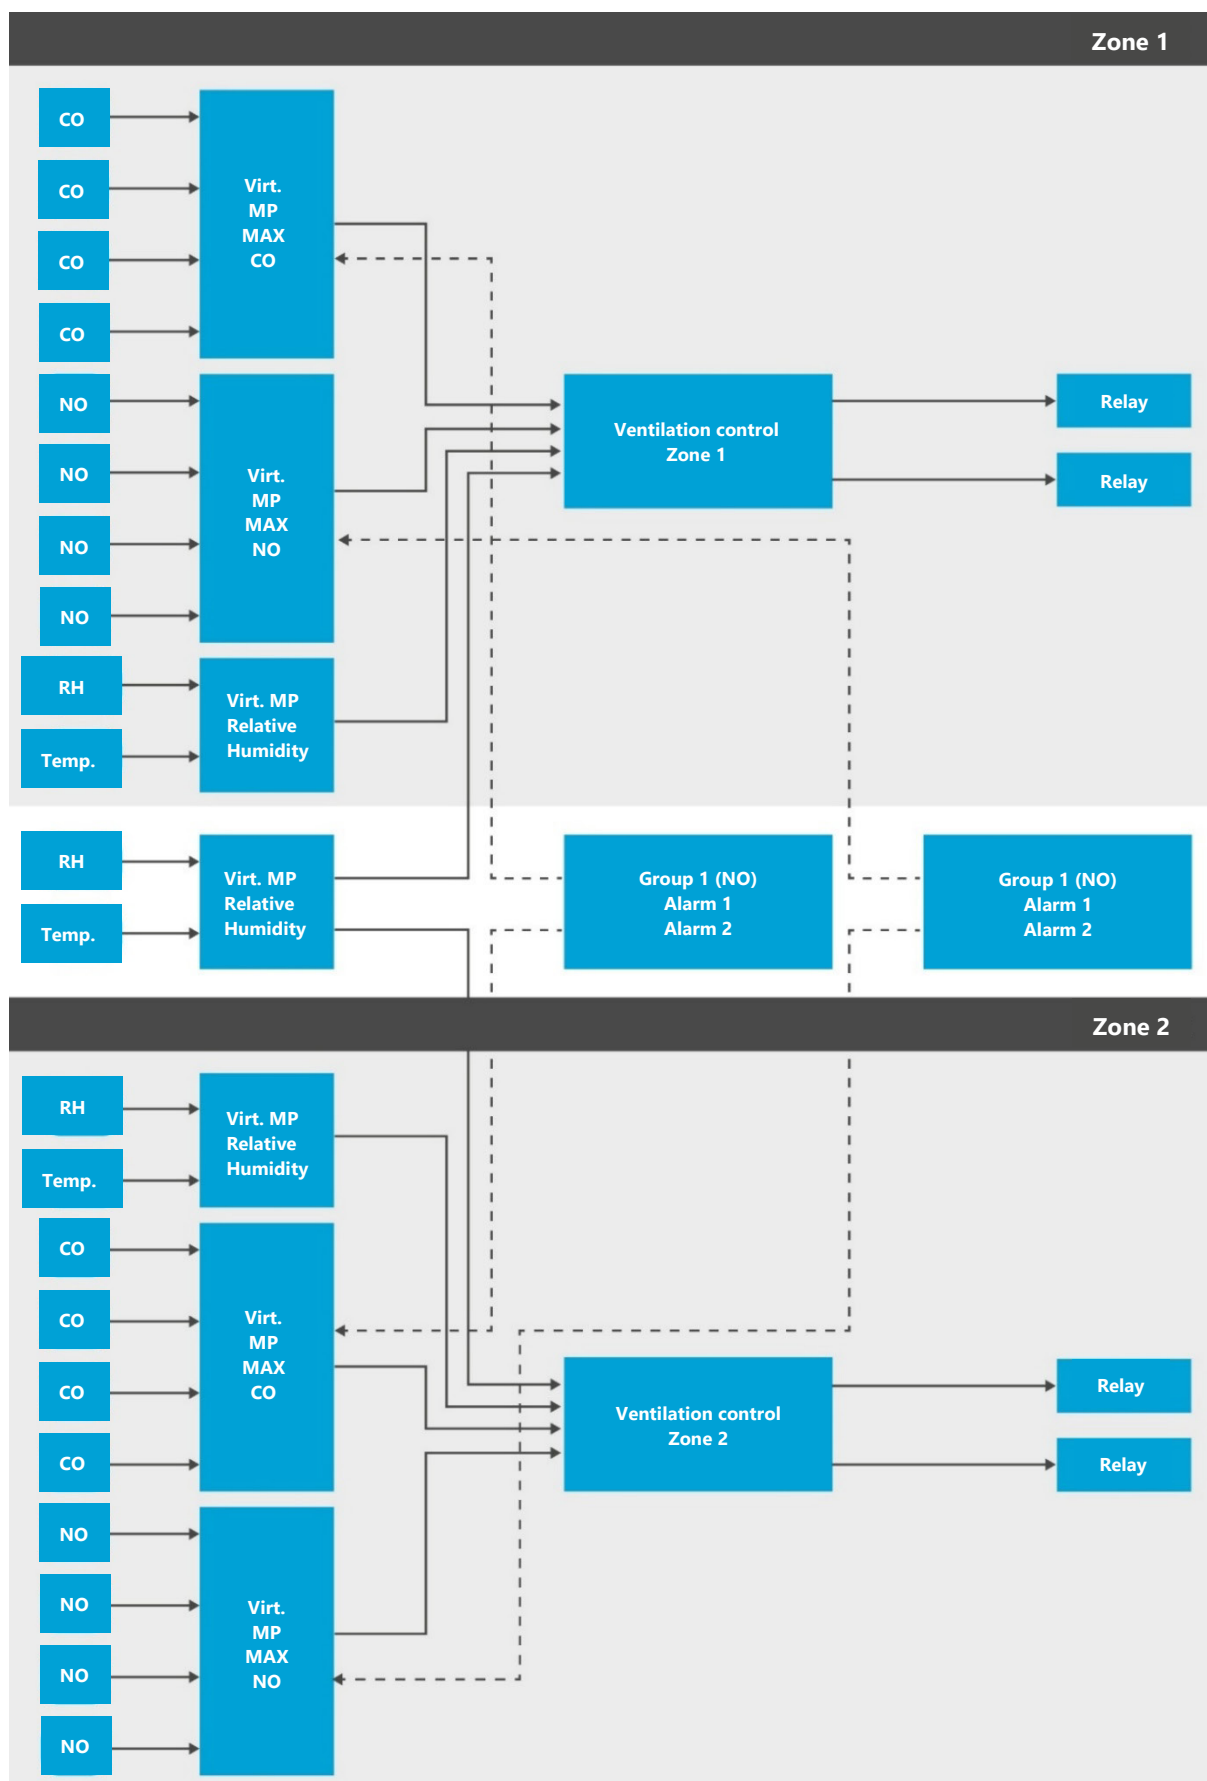 Zone 1
CO
CO
CO
CO
Virt.
MP
MAX
CO
NO
NO
NO
NO
Virt.
MP
MAX
NO
Ventilation control
Zone 1
Relay
Relay
RH
Temp.
Virt. MP
Relative
Humidity
RH
Temp.
Virt. MP
Relative
Humidity
Group 1 (NO)
Alarm 1
Alarm 2
Group 1 (NO)
Alarm 1
Alarm 2
Zone 2
RH
Temp.
Virt. MP
Relative
Humidity
CO
CO
CO
CO
Virt.
MP
MAX
CO
Ventilation control
Zone 2
Relay
Relay
NO
NO
NO
NO
Virt.
MP
MAX
NO